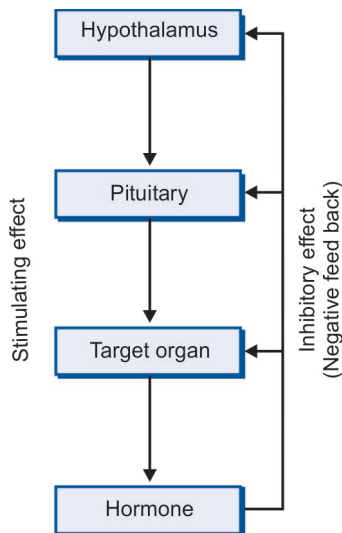 Hypothalamus
Pituitary
Stimulating effect
Inhibitory effect
(Negative feed back)
Target organ
Hormone